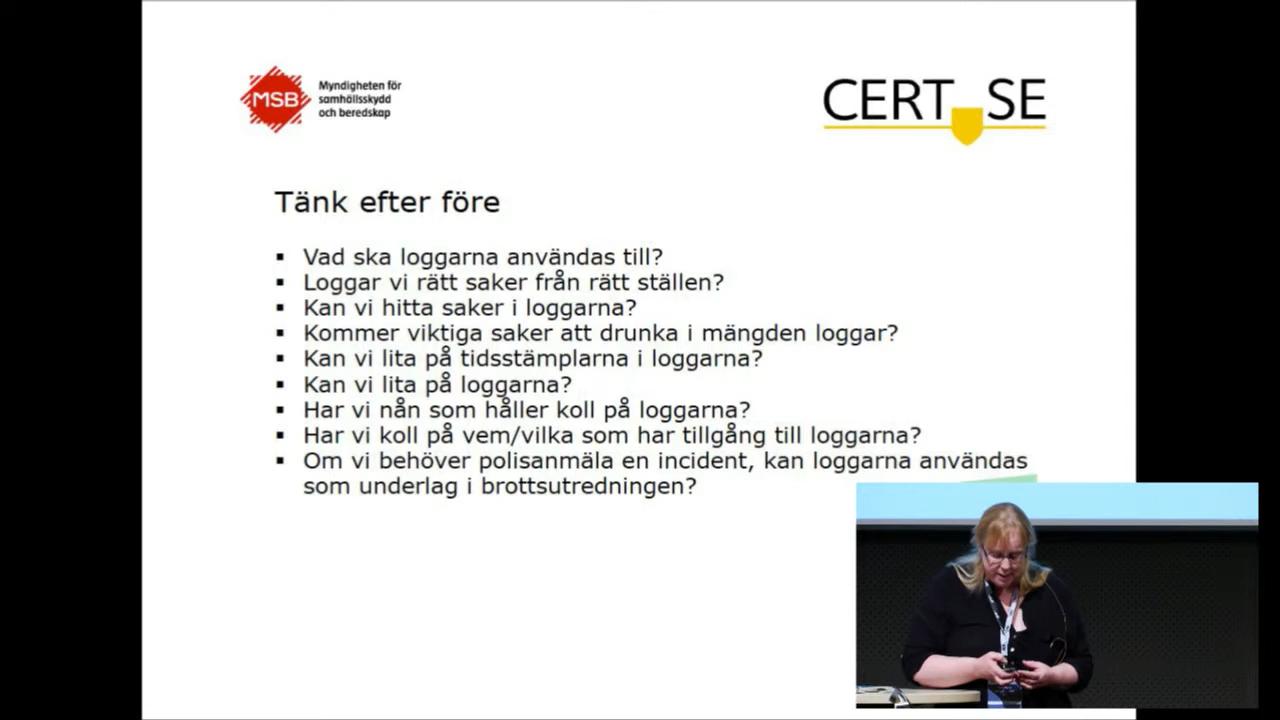 MSB
Myndigheten för
samhällsskydd
och beredskap
CERT SE
Tänk efter före
▪ Vad ska loggarna användas till?
▪ Loggar vi rätt saker från rätt ställen?
▪ Kan vi hitta saker i loggarna?
▪ Kommer viktiga saker att drunka i mängden loggar?
▪ Kan vi lita på tidsstämplarna i loggarna?
▪ Kan vi lita på loggarna?
▪ Har vi nån som håller koll på loggarna?
▪ Har vi koll på vem/vilka som har tillgång till loggarna?
▪ Om vi behöver polisanmäla en incident, kan loggarna användas
som underlag i brottsutredningen?